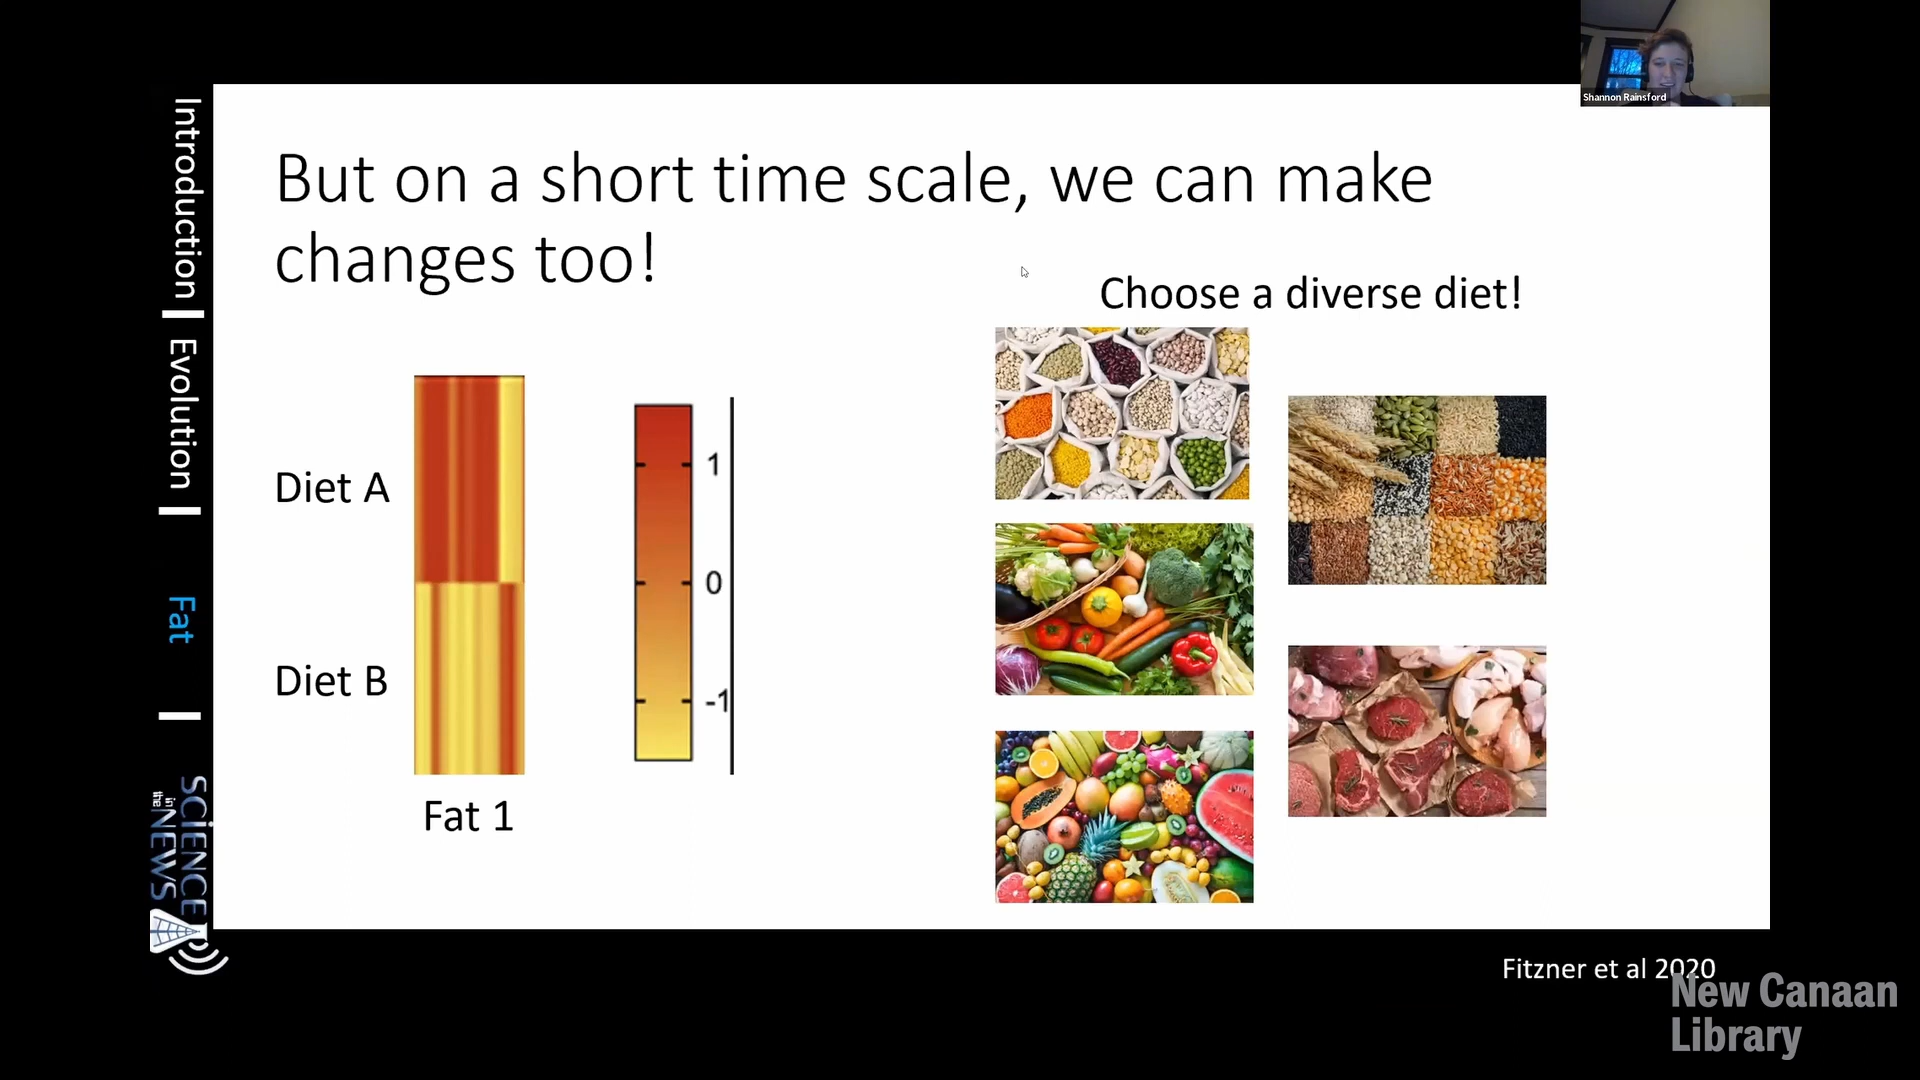 Shannon Rainsford
Introduction
Evolution
Fat
SCIENCE
in
the
NEWS
But on a short time scale, we can make
changes too!
Diet A
Diet B
Fat 1
1
0
-1
Choose a diverse diet!
Fitzner et al 2020
New Canaan
Library